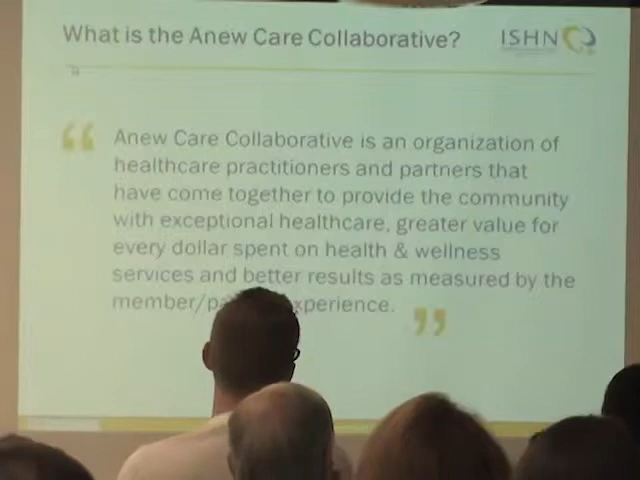 What is the Anew Care Collaborative?
ISHN
“
Anew Care Collaborative is an organization of
healthcare practitioners and partners that
have come together to provide the community
with exceptional healthcare, greater value for
every dollar spent on health & wellness
services and better results as measured by the
experience.
”